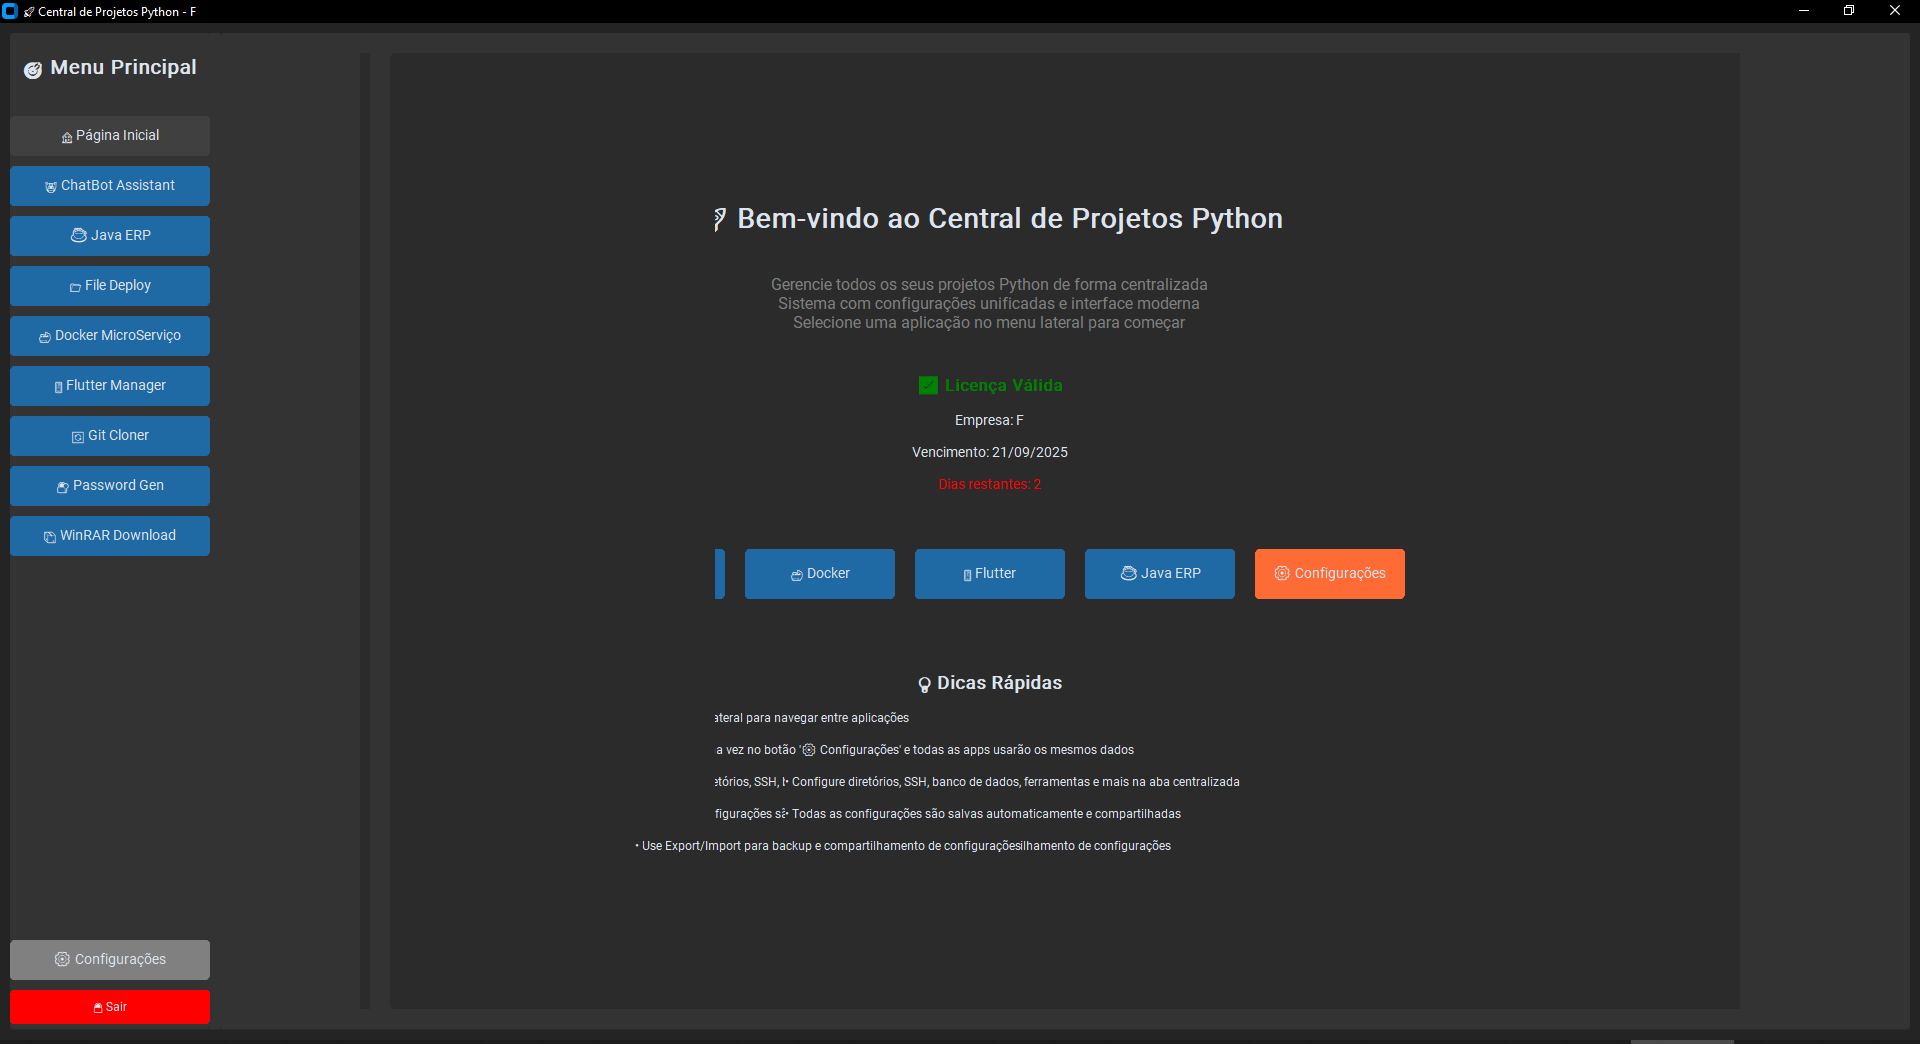 Central de Projetos Python - F
Menu Principal
Página Inicial
ChatBot Assistant
Java ERP
File Deploy
Docker MicroServiço
Flutter Manager
Git Cloner
Password Gen
WinRAR Download
Configurações
Sair
Bem-vindo ao Central de Projetos Python
Gerencie todos os seus projetos Python de forma centralizada
Sistema com configurações unificadas e interface moderna
Selecione uma aplicação no menu lateral para começar
Licença Válida
Empresa: F
Vencimento: 21/09/2025
Dias restantes: 2
Docker
Flutter
Java ERP
Configurações
Dicas Rápidas
ateral para navegar entre aplicações
a vez no botão '⚙ Configurações' e todas as apps usarão os mesmos dados
etórios, SSH, • Configure diretórios, SSH, banco de dados, ferramentas e mais na aba centralizada
figurações • Todas as configurações são salvas automaticamente e compartilhadas
• Use Export/Import para backup e compartilhamento de configuraçõesilhamento de configurações